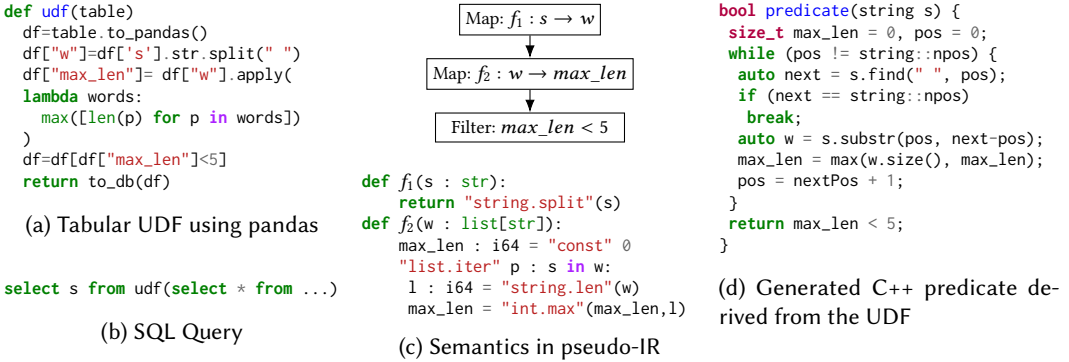 def udf(table)
df=table.to_pandas()
df["w"]=df['s'].str.split(" ")
df["max_len"]= df["w"].apply(
lambda words:
max([len(p) for p in words])
)
df=df[df["max_len"]<5]
return to_db(df)
(a) Tabular UDF using pandas
select s from udf(select * from ...)
(b) SQL Query
Map: f₁ : s → w
Map: f₂ : w → max_len
Filter: max_len < 5
def f₁(s : str):
return "string.split"(s)
def f₂(w : list[str]):
max_len : i64 = "const" 0
"list.iter" p : s in w:
l : i64 = "string.len"(w)
max_len = "int.max"(max_len,l)
(c) Semantics in pseudo-IR
bool predicate(string s) {
size_t max_len = 0, pos = 0;
while (pos != string::npos) {
auto next = s.find(" ", pos);
if (next == string::npos)
break;
auto w = s.substr(pos, next-pos);
max_len = max(w.size(), max_len);
pos = nextPos + 1;
}
return max_len < 5;
}
(d) Generated C++ predicate de-
rived from the UDF